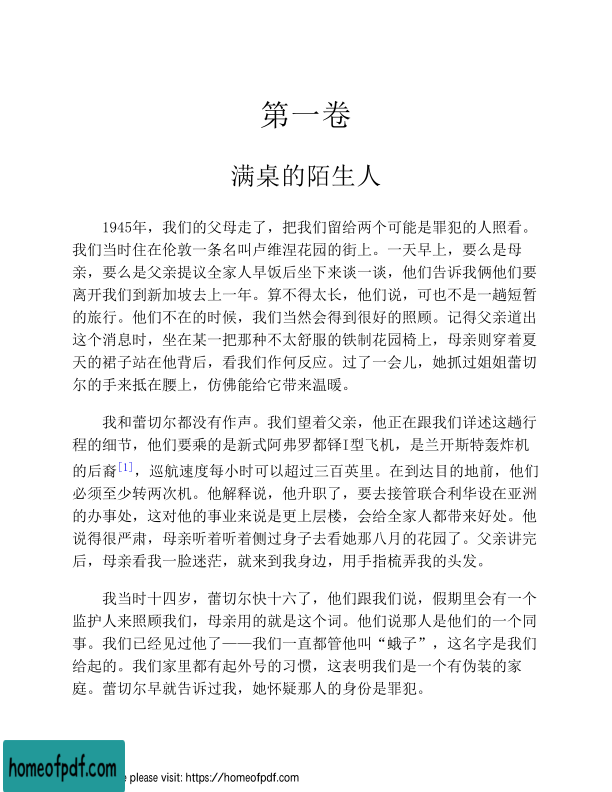 第一卷
满桌的陌生人
1945年，我们的父母走了，把我们留给两个可能是罪犯的人照看。
我们当时住在伦敦一条名叫卢维涅花园的街上。一天早上，要么是母
亲，要么是父亲提议全家人早饭后坐下来谈一谈，他们告诉我俩他们要
离开我们到新加坡去上一年。算不得太长，他们说，可也不是一趟短暂
的旅行。他们不在的时候，我们当然会得到很好的照顾。记得父亲道出
这个消息时，坐在某一把那种不太舒服的铁制花园椅上，母亲则穿着夏
天的裙子站在他背后，看我们作何反应。过了一会儿，她抓过姐姐蕾切
尔的手来抵在腰上，仿佛能给它带来温暖。
我和蕾切尔都没有作声。我们望着父亲，他正在跟我们详述这趟行
程的细节，他们要乘的是新式阿弗罗都铎I型飞机，是兰开斯特轰炸机
的后裔[1]，巡航速度每小时可以超过三百英里。在到达目的地前，他们
必须至少转两次机。他解释说，他升职了，要去接管联合利华设在亚洲
的办事处，这对他的事业来说是更上层楼，会给全家人都带来好处。他
说得很严肃，母亲听着听着侧过身子去看她那八月的花园了。父亲讲完
后，母亲看我一脸迷茫，就来到我身边，用手指梳弄我的头发。
我当时十四岁，蕾切尔快十六了，他们跟我们说，假期里会有一个
监护人来照顾我们，母亲用的就是这个词。他们说那人是他们的一个同
事。我们已经见过他了——我们一直都管他叫“蛾子”，这名字是我们
给起的。我们家里都有起外号的习惯，这表明我们是一个有伪装的家
庭。蕾切尔早就告诉过我，她怀疑那人的身份是罪犯。
homeofpdf.com
e please visit: https://homeofpdf.com